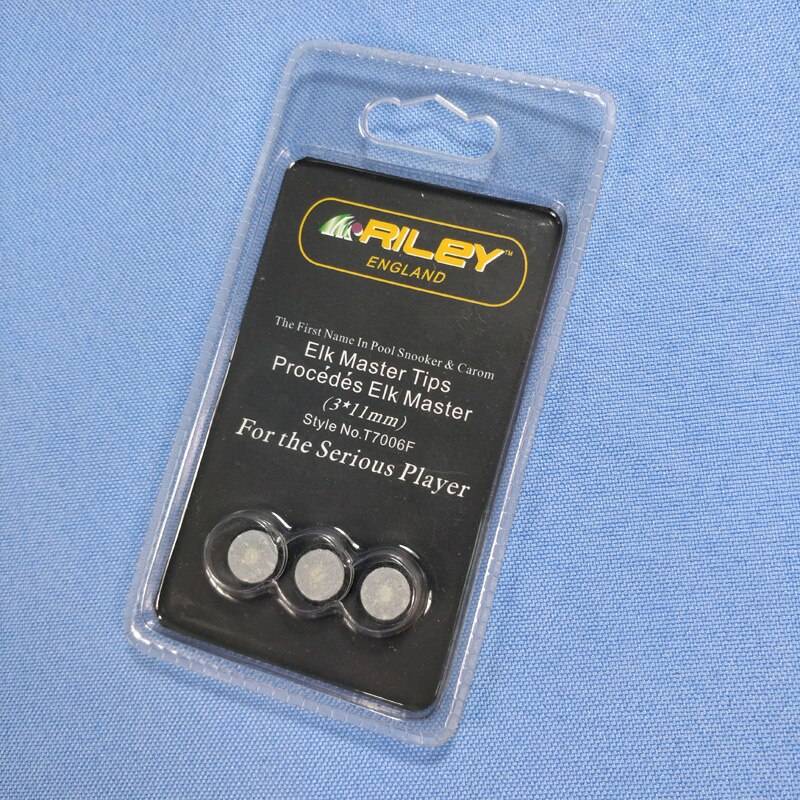 RILEY™
ENGLAND
The First Name In Pool Snooker & Carom
Elk Master Tips
Procédés Elk Master
(3*11mm)
Style No.T7006F
For the Serious Player